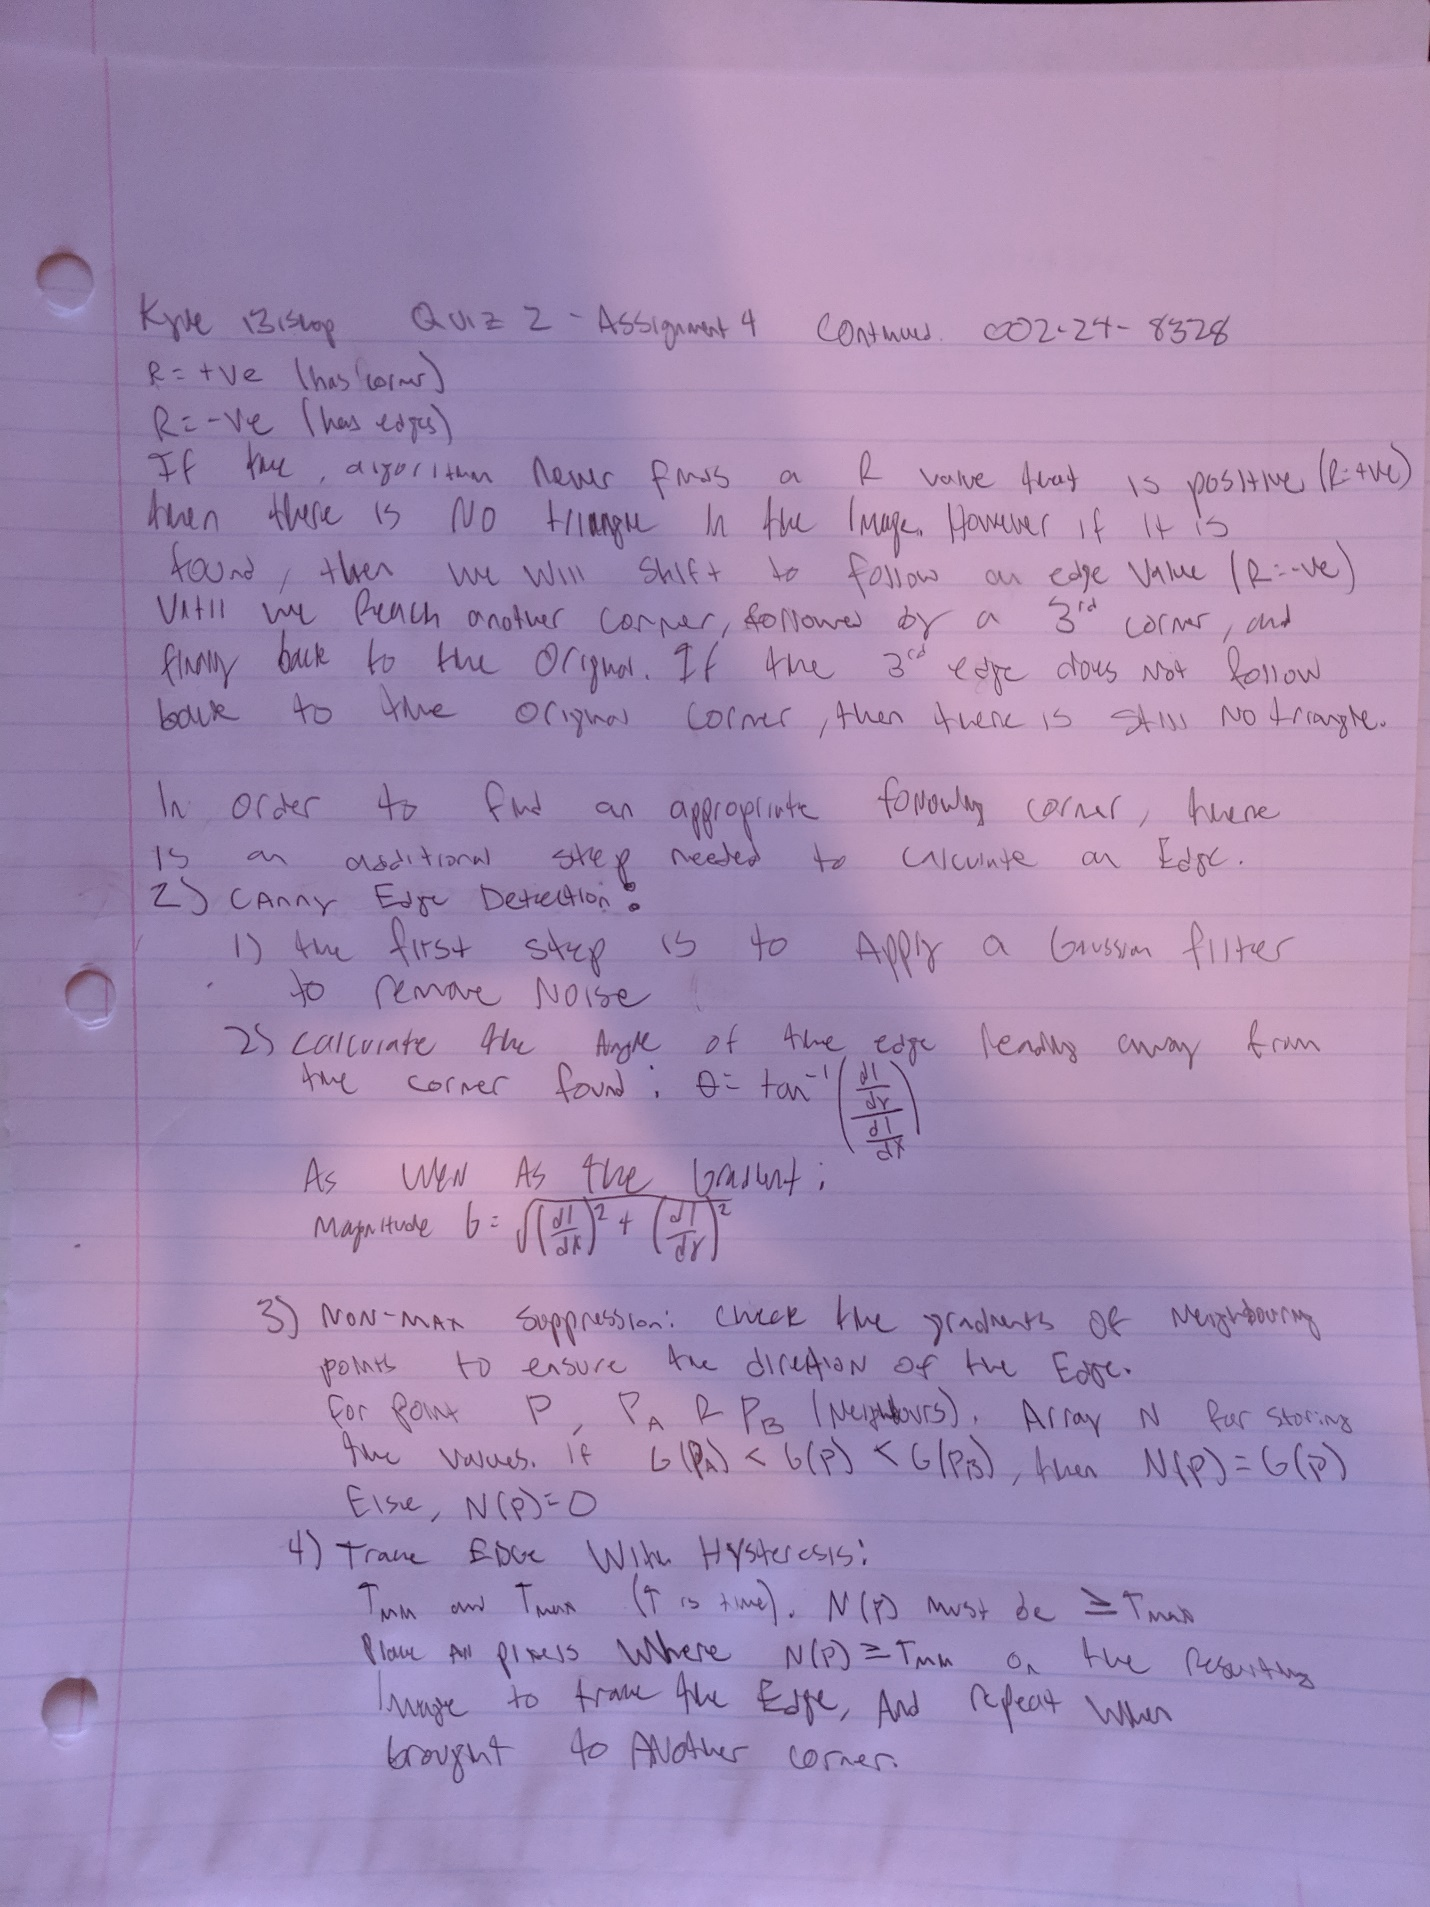 Kyle Bishop Quiz 2 - Assignment 4 Continued. 002-24-8328
R = +ve (has corner)
R = -ve (has edges)
If the algorithm never finds a R value that is positive (R=+ve)
then there is NO triangle in the Image. However if it is
found, then we will shift to follow an edge Value (R=-ve)
Until we Reach another corner, followed by a 3rd corner, and
finally back to the Original. If the 3rd edge does Not follow
back to the Original corner, then there is Still NO triangle.
In order to find an appropriate following corner, there
is an additional step needed to calculate an Edge.
2) CANNY Edge Detection:
1) the first step is to Apply a Gaussian filter
to remove NOISE
2) calculate the Angle of the edge leading away from
the corner found: θ = tan⁻¹((dI/dy)/(dI/dx))
As Well As the Gradient:
Magnitude G = √((dI/dx)² + (dI/dy)²)
3) NON-MAX Suppression: Check the gradients OF Neighbouring
points to ensure the direction of the Edge.
For point P, PA & PB (Neighbours). Array N for storing
the values. if G(PA) < G(P) < G(PB), then N(P) = G(P)
Else, N(P)=0
4) Trace EDGE With Hysteresis:
Tmin and Tmax (T is time). N(P) must be ≥ Tmax
Place All pixels Where N(P) ≥ Tmin on the Resulting
Image to trace the Edge, And repeat When
brought to ANother corner.